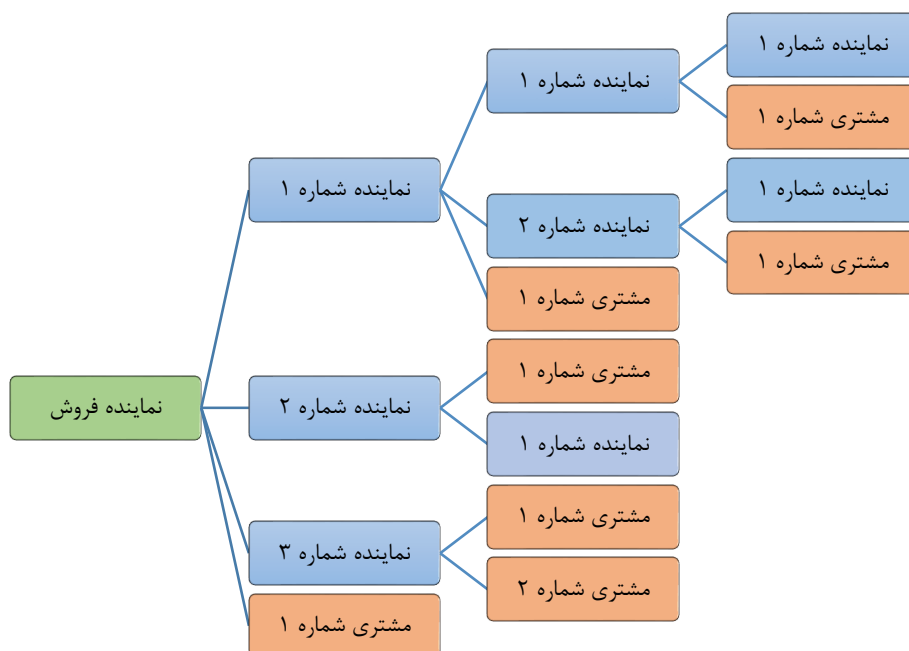 نماینده فروش
نماینده شماره ۱
نماینده شماره ۱
نماینده شماره ۱
مشتری شماره ۱
نماینده شماره ۲
نماینده شماره ۱
مشتری شماره ۱
مشتری شماره ۱
نماینده شماره ۲
مشتری شماره ۱
نماینده شماره ۱
نماینده شماره ۳
مشتری شماره ۱
مشتری شماره ۲
مشتری شماره ۱